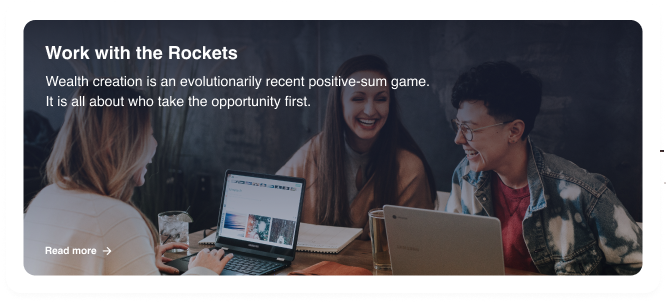 Work with the Rockets
Wealth creation is an evolutionarily recent positive-sum game.
It is all about who take the opportunity first.
Read more →